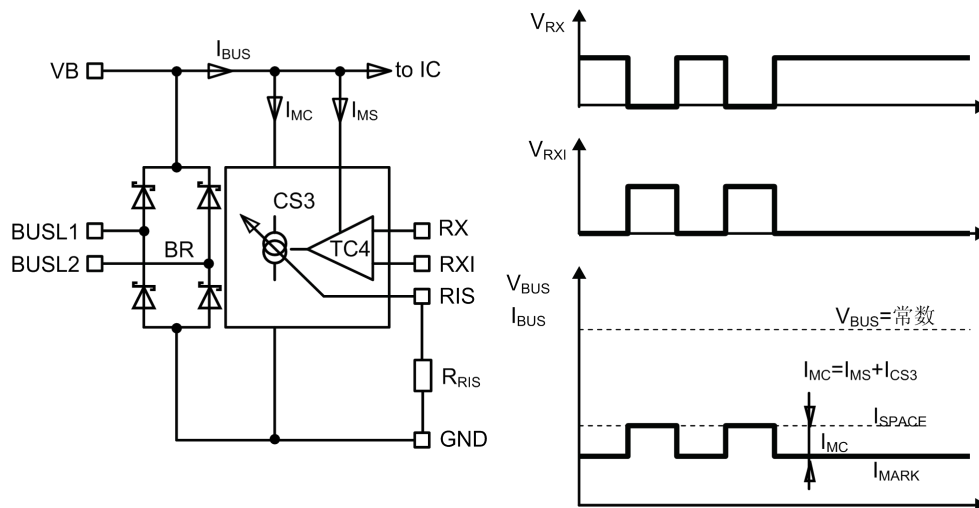 VB
I_BUS
to IC
I_MC
I_MS
CS3
TC4
RX
RXI
RIS
BUSL1
BUSL2
BR
R_RIS
GND
V_RX
V_RXI
V_BUS
I_BUS
V_BUS=常数
I_MC=I_MS+I_CS3
I_SPACE
I_MC
I_MARK